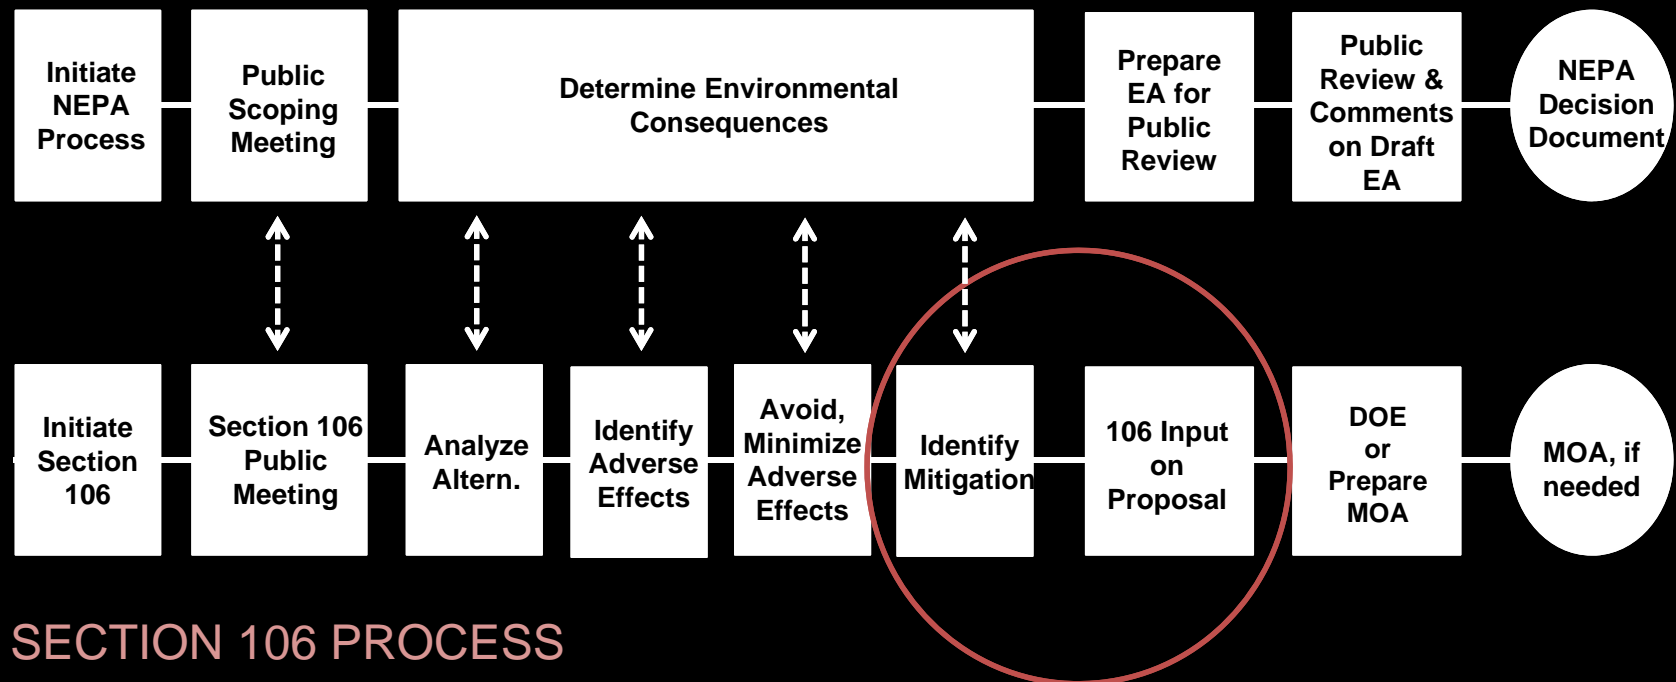 Initiate
NEPA
Process
Public
Scoping
Meeting
Determine Environmental
Consequences
Prepare
EA for
Public
Review
Public
Review &
Comments
on Draft
EA
NEPA
Decision
Document
Initiate
Section
106
Section 106
Public
Meeting
Analyze
Altern.
Identify
Adverse
Effects
Avoid,
Minimize
Adverse
Effects
Identify
Mitigation
106 Input
on
Proposal
DOE
or
Prepare
MOA
MOA, if
needed
SECTION 106 PROCESS